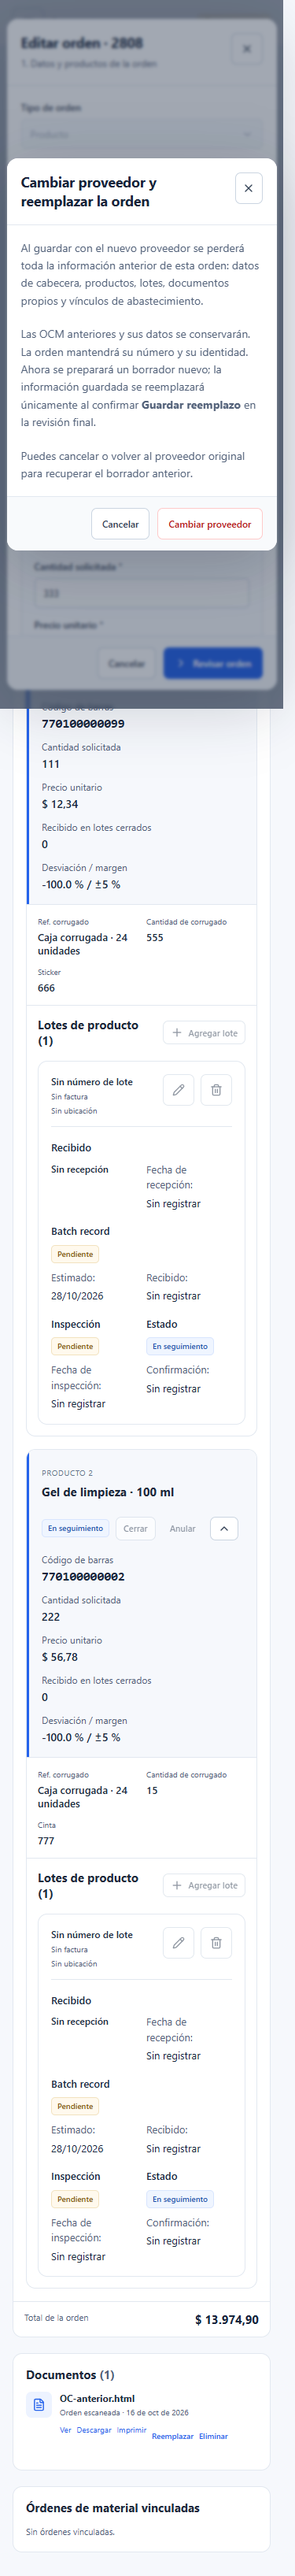 Editar orden · 2808
1. Datos y productos de la orden
Tipo de orden
Producto
Cambiar proveedor y
reemplazar la orden
Al guardar con el nuevo proveedor se perderá
toda la información anterior de esta orden: datos
de cabecera, productos, lotes, documentos
propios y vínculos de abastecimiento.
Las OCM anteriores y sus datos se conservarán.
La orden mantendrá su número y su identidad.
Ahora se preparará un borrador nuevo; la
información guardada se reemplazará
únicamente al confirmar Guardar reemplazo en
la revisión final.
Puedes cancelar o volver al proveedor original
para recuperar el borrador anterior.
Cancelar Cambiar proveedor
Cantidad solicitada *
Precio unitario *
Cancelar Revisar orden
Código de barras
770100000099
Cantidad solicitada
111
Precio unitario
$ 12,34
Recibido en lotes cerrados
0
Desviación / margen
-100.0 % / ±5 %
Ref. corrugado Cantidad de corrugado
Caja corrugada · 24 555
unidades
Sticker
666
Lotes de producto
(1)
Agregar lote
Sin número de lote
Sin factura
Sin ubicación
Recibido
Sin recepción Fecha de
recepción:
Sin registrar
Batch record
Pendiente
Estimado: Recibido:
28/10/2026 Sin registrar
Inspección Estado
Pendiente En seguimiento
Fecha de Confirmación:
inspección: Sin registrar
Sin registrar
PRODUCTO 2
Gel de limpieza · 100 ml
En seguimiento Cerrar Anular
Código de barras
770100000002
Cantidad solicitada
222
Precio unitario
$ 56,78
Recibido en lotes cerrados
0
Desviación / margen
-100.0 % / ±5 %
Ref. corrugado Cantidad de corrugado
Caja corrugada · 24 15
unidades
Cinta
777
Lotes de producto
(1)
Agregar lote
Sin número de lote
Sin factura
Sin ubicación
Recibido
Sin recepción Fecha de
recepción:
Sin registrar
Batch record
Pendiente
Estimado: Recibido:
28/10/2026 Sin registrar
Inspección Estado
Pendiente En seguimiento
Fecha de Confirmación:
inspección: Sin registrar
Sin registrar
Total de la orden $ 13.974,90
Documentos (1)
OC-anterior.html
Orden escaneada · 16 de oct de 2026
Ver Descargar Imprimir Reemplazar Eliminar
Órdenes de material vinculadas
Sin órdenes vinculadas.